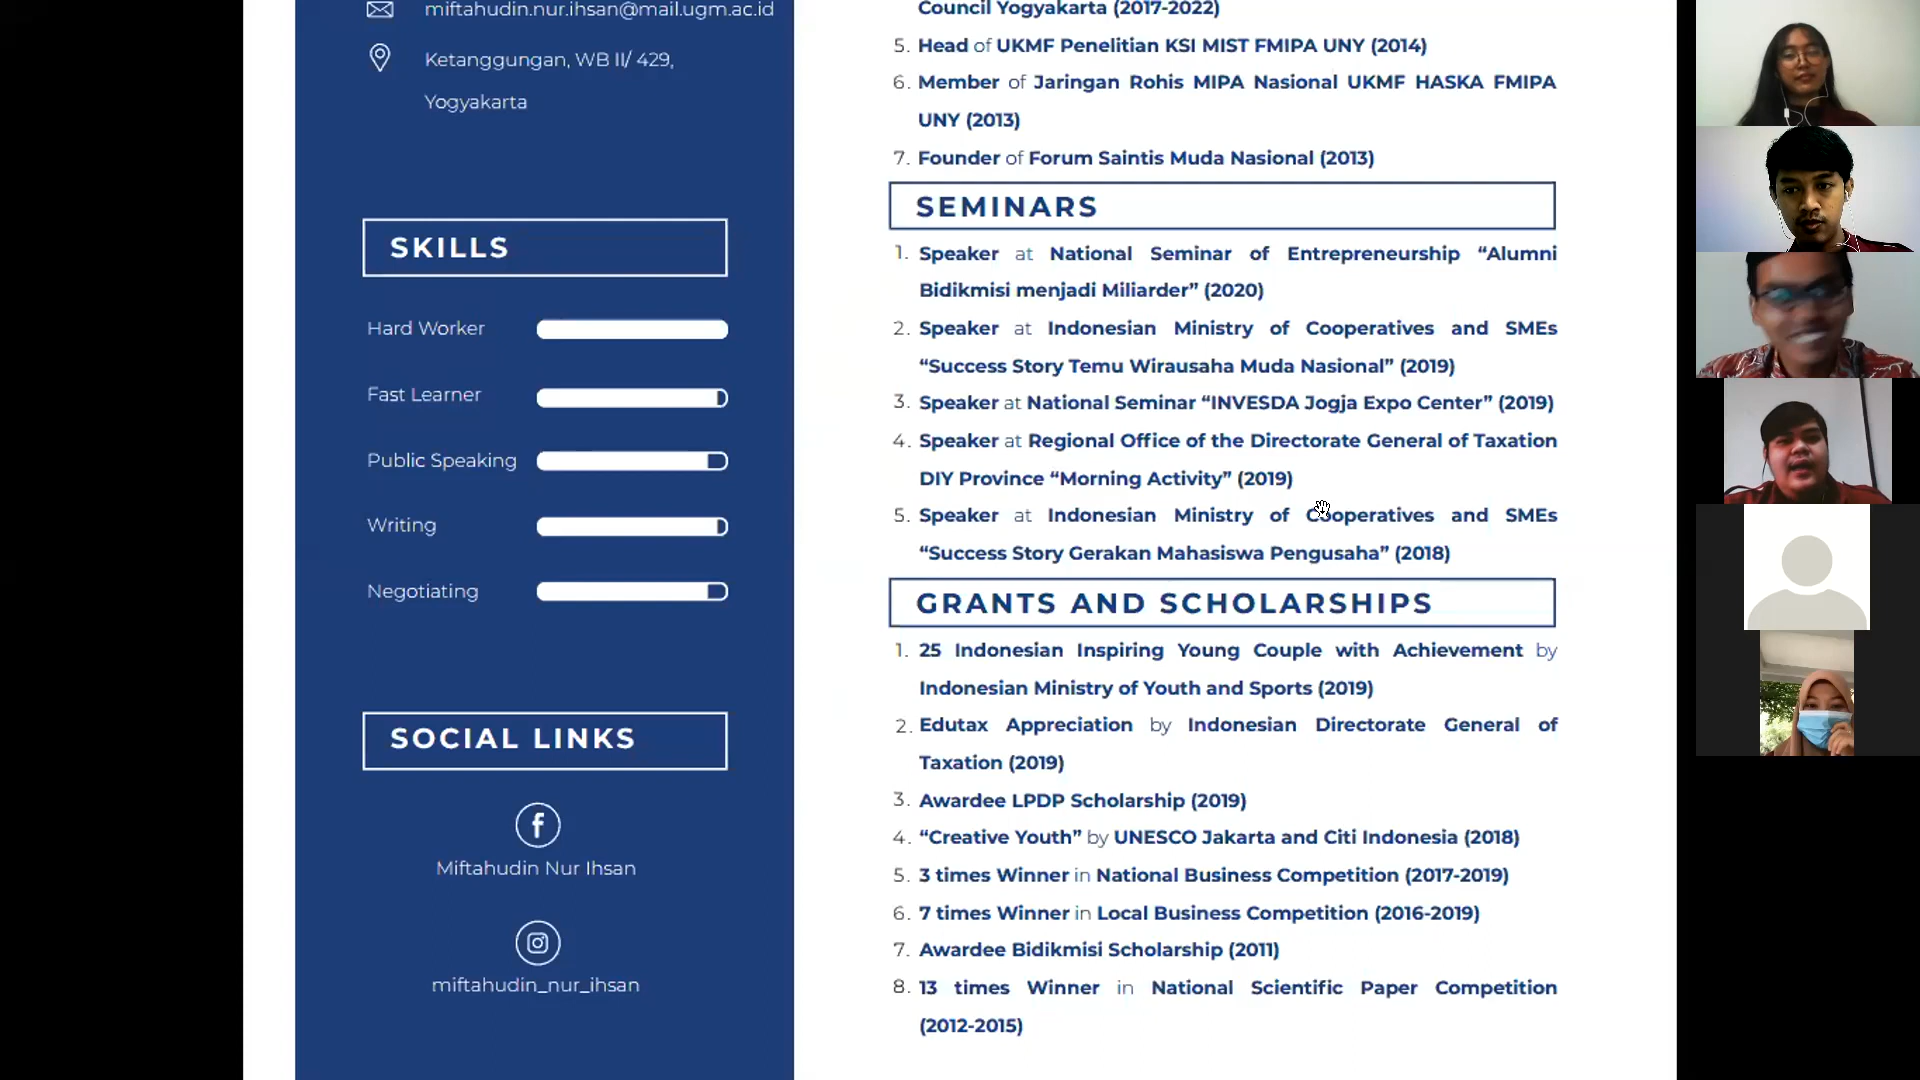 miftahudin.nur.ihsan@mail.ugm.ac.id
Ketanggungan, WB II/ 429,
Yogyakarta
SKILLS
Hard Worker
Fast Learner
Public Speaking
Writing
Negotiating
SOCIAL LINKS
Miftahudin Nur Ihsan
miftahudin_nur_ihsan
Council Yogyakarta (2017-2022)
5. Head of UKMF Penelitian KSI MIST FMIPA UNY (2014)
6. Member of Jaringan Rohis MIPA Nasional UKMF HASKA FMIPA
UNY (2013)
7. Founder of Forum Saintis Muda Nasional (2013)
SEMINARS
1. Speaker at National Seminar of Entrepreneurship “Alumni
Bidikmisi menjadi Miliarder” (2020)
2. Speaker at Indonesian Ministry of Cooperatives and SMEs
“Success Story Temu Wirausaha Muda Nasional” (2019)
3. Speaker at National Seminar “INVESDA Jogja Expo Center” (2019)
4. Speaker at Regional Office of the Directorate General of Taxation
DIY Province “Morning Activity” (2019)
5. Speaker at Indonesian Ministry of Cooperatives and SMEs
“Success Story Gerakan Mahasiswa Pengusaha” (2018)
GRANTS AND SCHOLARSHIPS
1. 25 Indonesian Inspiring Young Couple with Achievement by
Indonesian Ministry of Youth and Sports (2019)
2. Edutax Appreciation by Indonesian Directorate General of
Taxation (2019)
3. Awardee LPDP Scholarship (2019)
4. “Creative Youth” by UNESCO Jakarta and Citi Indonesia (2018)
5. 3 times Winner in National Business Competition (2017-2019)
6. 7 times Winner in Local Business Competition (2016-2019)
7. Awardee Bidikmisi Scholarship (2011)
8. 13 times Winner in National Scientific Paper Competition
(2012-2015)